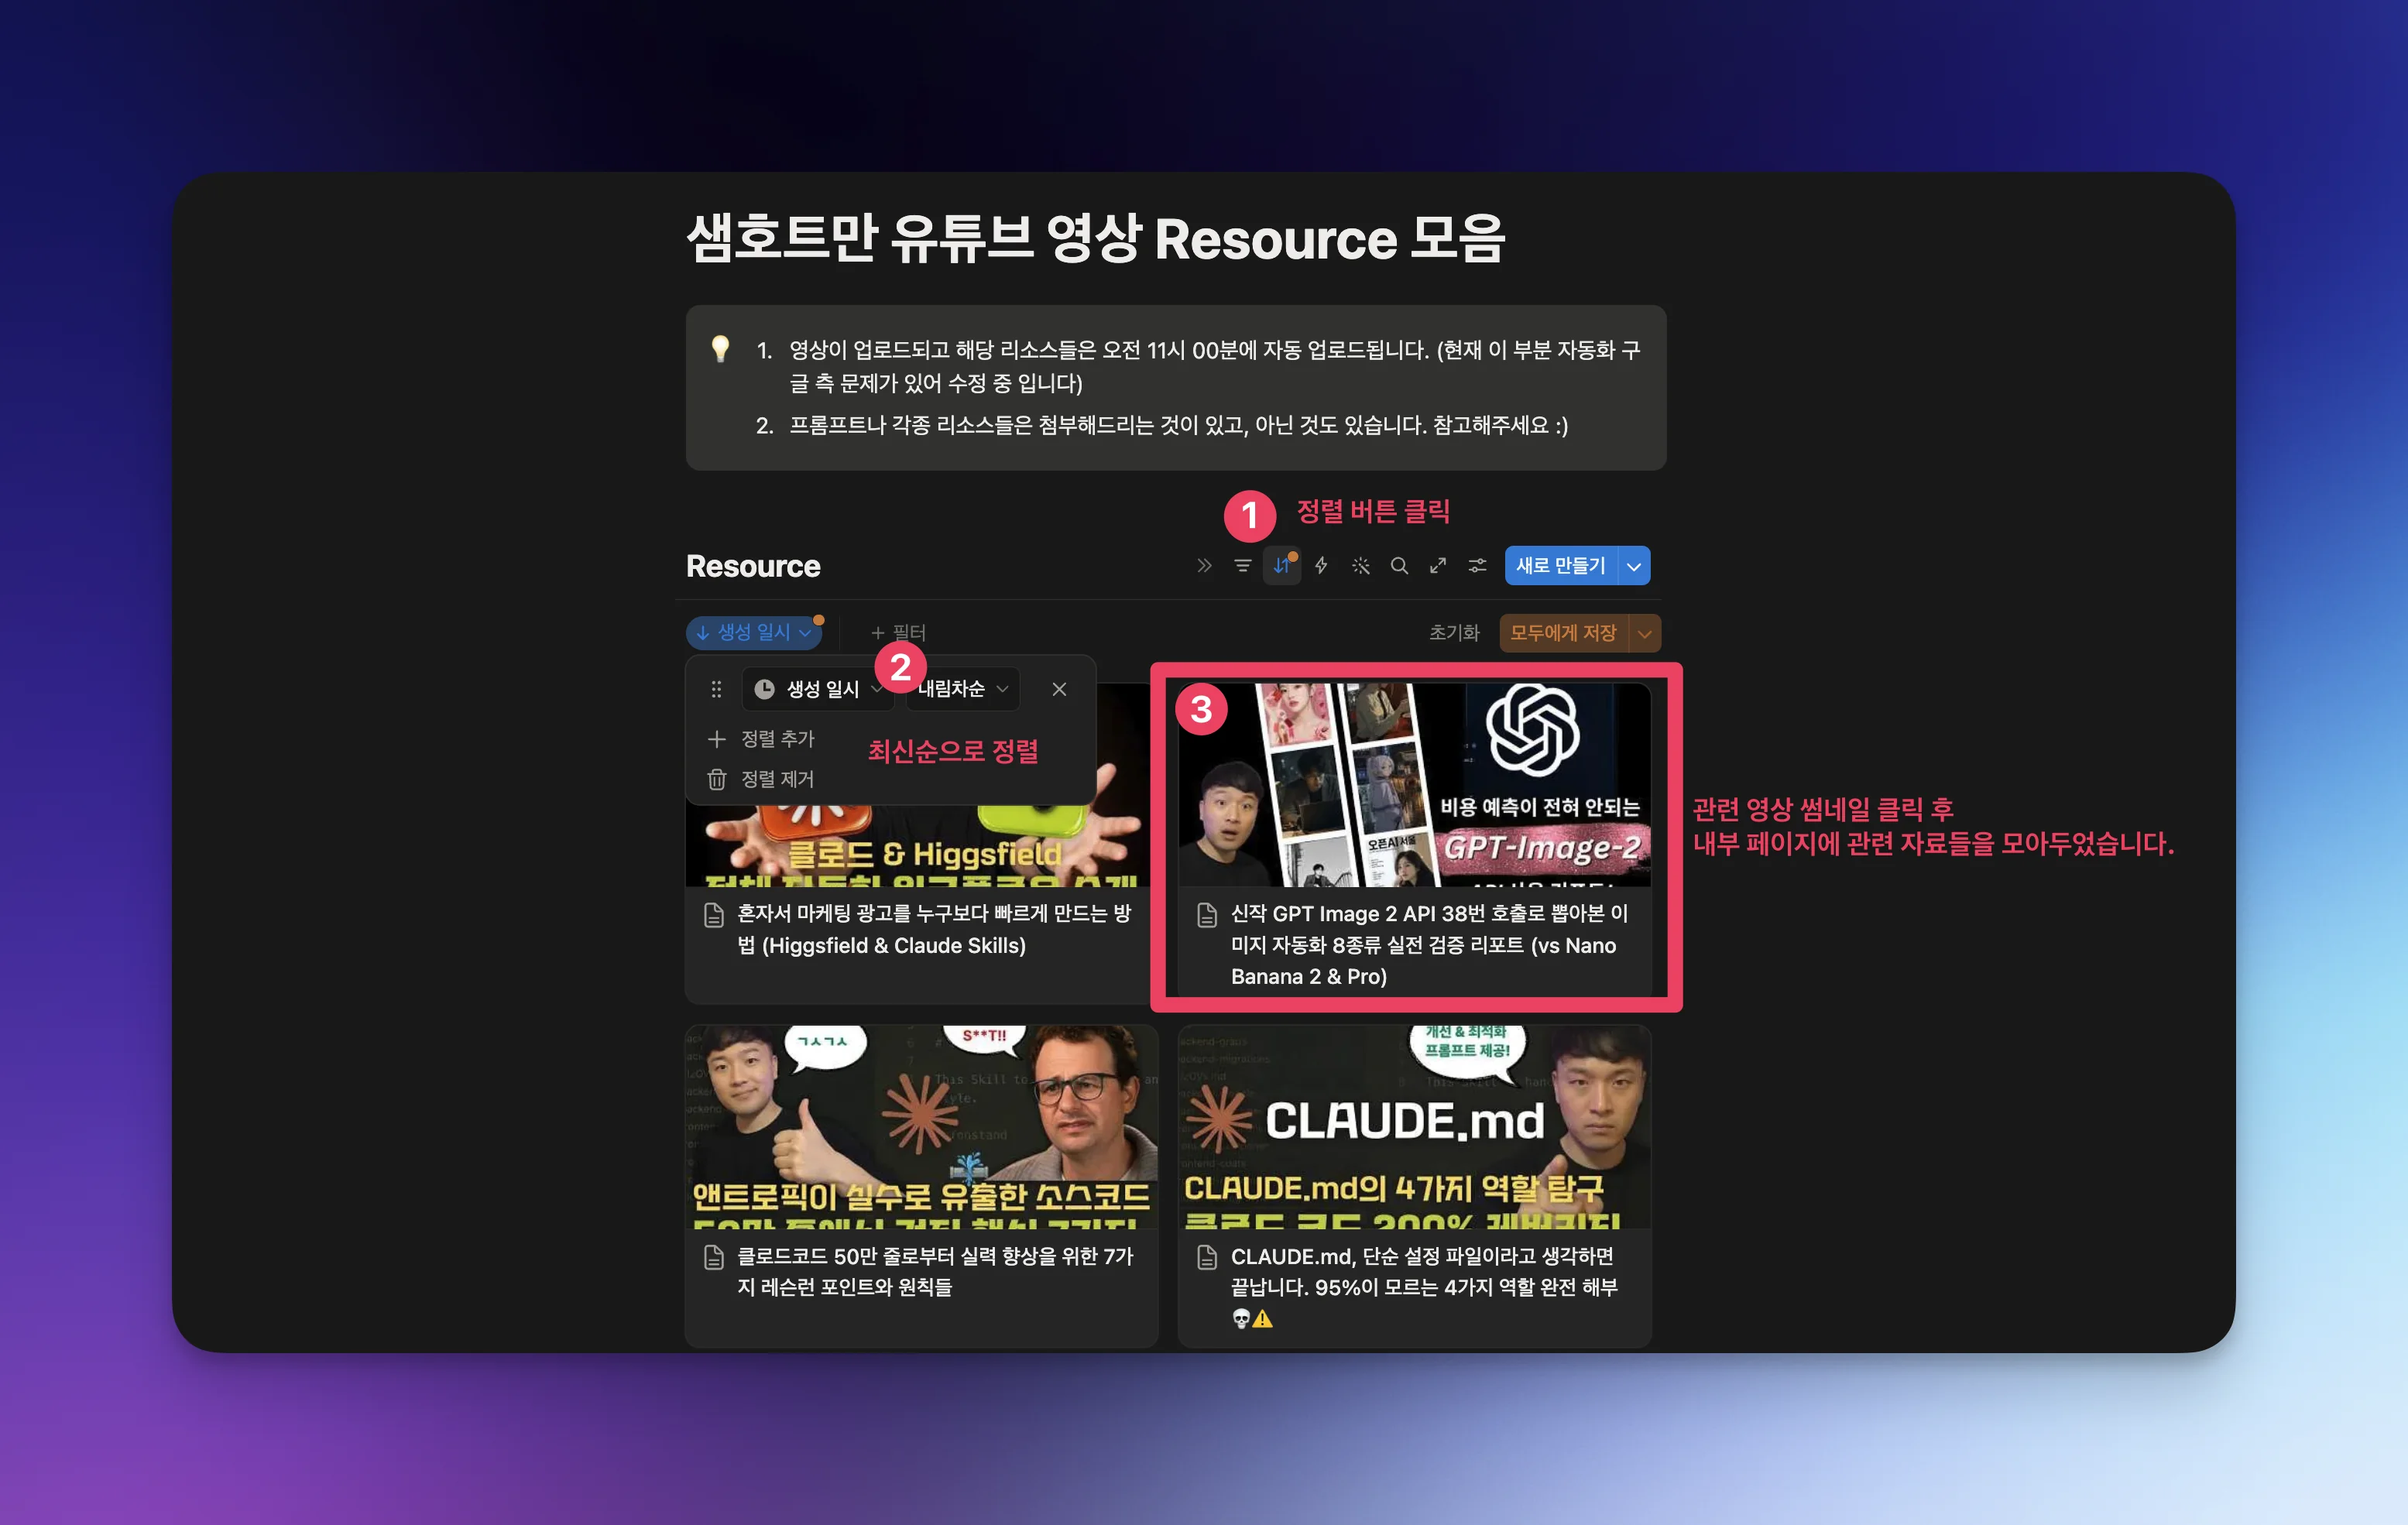 샘호트만 유튜브 영상 Resource 모음
1. 영상이 업로드되고 해당 리소스들은 오전 11시 00분에 자동 업로드됩니다. (현재 이 부분 자동화 구
글 측 문제가 있어 수정 중 입니다)
2. 프롬프트나 각종 리소스들은 첨부해드리는 것이 있고, 아닌 것도 있습니다. 참고해주세요 :)
1 정렬 버튼 클릭
Resource
새로 만들기
생성 일시
+ 필터
초기화
모두에게 저장
2
생성 일시
내림차순
정렬 추가
최신순으로 정렬
정렬 제거
클로드 & Higgsfield
혼자서 마케팅 광고를 누구보다 빠르게 만드는 방
법 (Higgsfield & Claude Skills)
3
비용 예측이 전혀 안되는
오픈AI 서울
GPT-Image-2
신작 GPT Image 2 API 38번 호출로 뽑아본 이
미지 자동화 8종류 실전 검증 리포트 (vs Nano
Banana 2 & Pro)
관련 영상 썸네일 클릭 후
내부 페이지에 관련 자료들을 모아두었습니다.
ㄱㅅㄱㅅ
S**T!!
This Skill to
앤트로픽이 실수로 유출한 소스코드
클로드코드 50만 줄로부터 실력 향상을 위한 7가
지 레슨런 포인트와 원칙들
개선 & 최적화
프롬프트 제공!
CLAUDE.md
CLAUDE.md의 4가지 역할 탐구
CLAUDE.md, 단순 설정 파일이라고 생각하면
끝납니다. 95%이 모르는 4가지 역할 완전 해부
💀⚠️